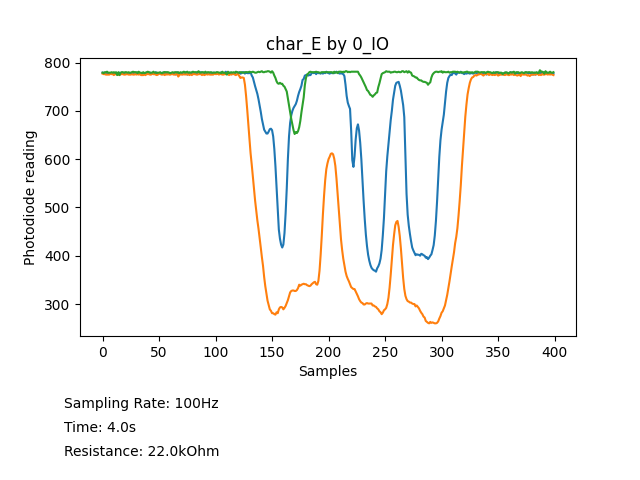 char_E by 0_IO
800
700
600
500
400
300
Photodiode reading
0 50 100 150 200 250 300 350 400
Samples
Sampling Rate: 100Hz
Time: 4.0s
Resistance: 22.0kOhm